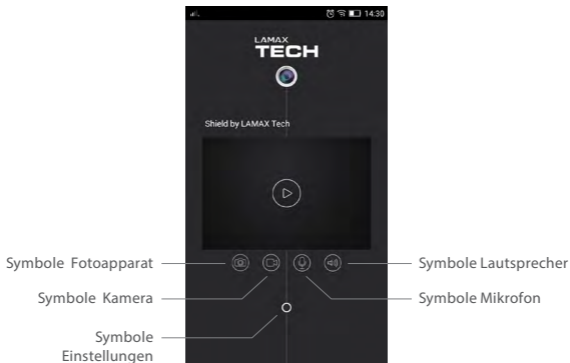 14:30
LAMAX
TECH
Shield by LAMAX Tech
Symbole Fotoapparat
Symbole Lautsprecher
Symbole Kamera
Symbole Mikrofon
Symbole
Einstellungen